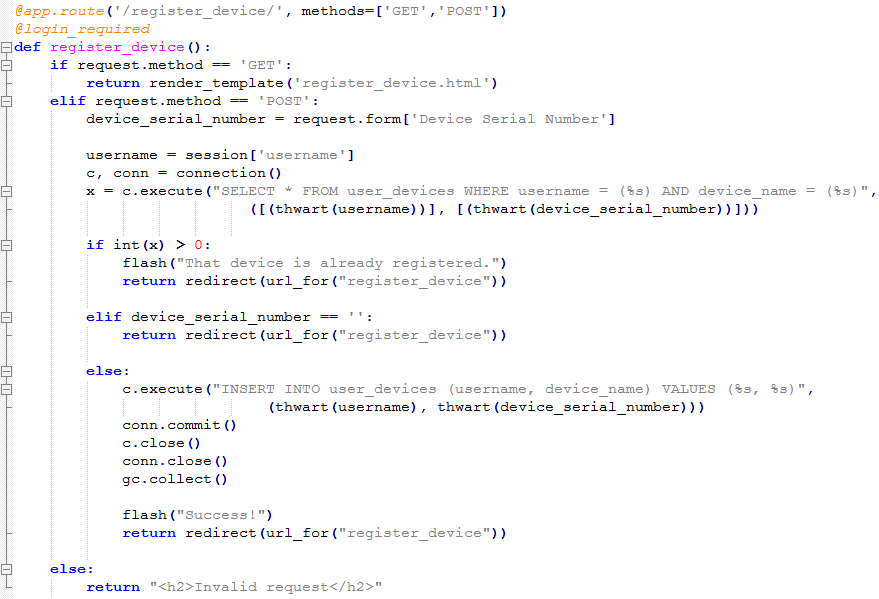 @app.route('/register_device/', methods=['GET','POST'])
@login_required
def register_device():
    if request.method == 'GET':
        return render_template('register_device.html')
    elif request.method == 'POST':
        device_serial_number = request.form['Device Serial Number']

        username = session['username']
        c, conn = connection()
        x = c.execute("SELECT * FROM user_devices WHERE username = (%s) AND device_name = (%s)",
                          ([(thwart(username))], [(thwart(device_serial_number))]))

        if int(x) > 0:
            flash("That device is already registered.")
            return redirect(url_for("register_device"))

        elif device_serial_number == '':
            return redirect(url_for("register_device"))

        else:
            c.execute("INSERT INTO user_devices (username, device_name) VALUES (%s, %s)",
                            (thwart(username), thwart(device_serial_number)))
            conn.commit()
            c.close()
            conn.close()
            gc.collect()

            flash("Success!")
            return redirect(url_for("register_device"))

    else:
        return "<h2>Invalid request</h2>"